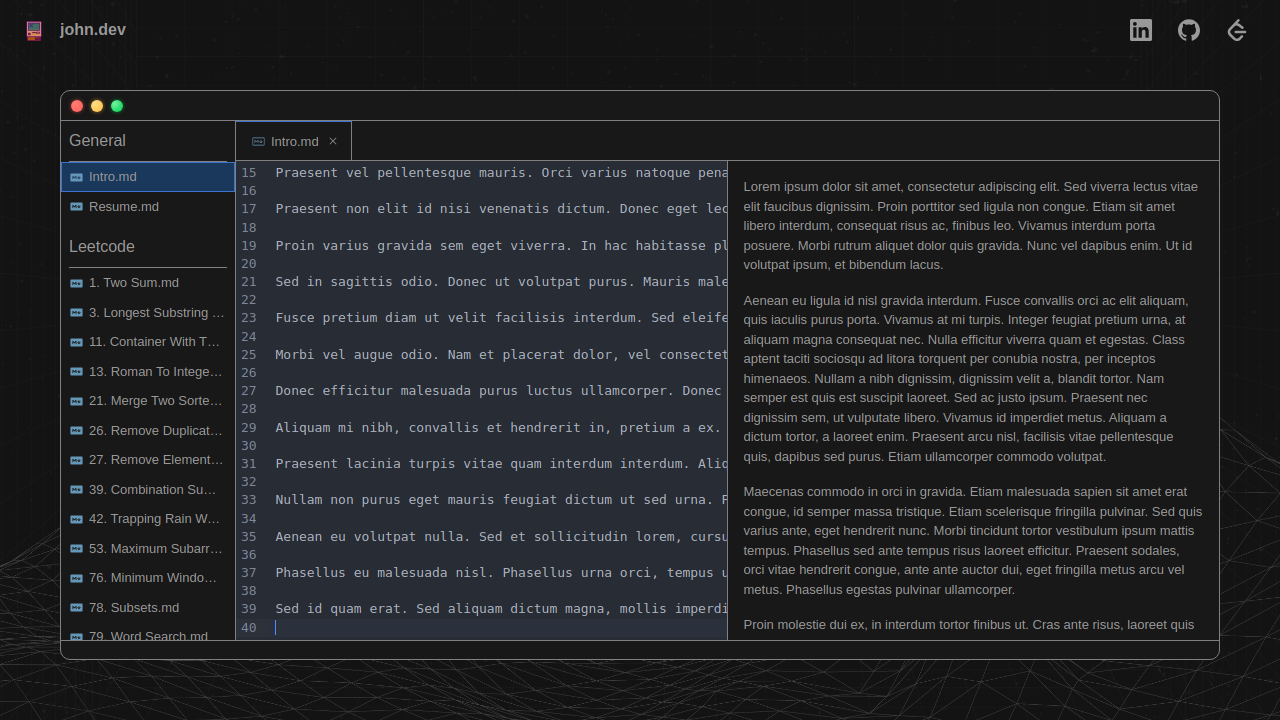 john.dev
General
Intro.md
Resume.md
Leetcode
1. Two Sum.md
3. Longest Substring ...
11. Container With T...
13. Roman To Intege...
21. Merge Two Sorte...
26. Remove Duplicat...
27. Remove Element...
39. Combination Su...
42. Trapping Rain W...
53. Maximum Subarr...
76. Minimum Windo...
78. Subsets.md
79. Word Search.md
Intro.md
15 Praesent vel pellentesque mauris. Orci varius natoque pena
16
17 Praesent non elit id nisi venenatis dictum. Donec eget lec
18
19 Proin varius gravida sem eget viverra. In hac habitasse pl
20
21 Sed in sagittis odio. Donec ut volutpat purus. Mauris male
22
23 Fusce pretium diam ut velit facilisis interdum. Sed eleife
24
25 Morbi vel augue odio. Nam et placerat dolor, vel consectet
26
27 Donec efficitur malesuada purus luctus ullamcorper. Donec
28
29 Aliquam mi nibh, convallis et hendrerit in, pretium a ex.
30
31 Praesent lacinia turpis vitae quam interdum interdum. Aliq
32
33 Nullam non purus eget mauris feugiat dictum ut sed urna. P
34
35 Aenean eu volutpat nulla. Sed et sollicitudin lorem, cursu
36
37 Phasellus eu malesuada nisl. Phasellus urna orci, tempus u
38
39 Sed id quam erat. Sed aliquam dictum magna, mollis imperdi
40
Lorem ipsum dolor sit amet, consectetur adipiscing elit. Sed viverra lectus vitae
elit faucibus dignissim. Proin porttitor sed ligula non congue. Etiam sit amet
libero interdum, consequat risus ac, finibus leo. Vivamus interdum porta
posuere. Morbi rutrum aliquet dolor quis gravida. Nunc vel dapibus enim. Ut id
volutpat ipsum, et bibendum lacus.
Aenean eu ligula id nisl gravida interdum. Fusce convallis orci ac elit aliquam,
quis iaculis purus porta. Vivamus at mi turpis. Integer feugiat pretium urna, at
aliquam magna consequat nec. Nulla efficitur viverra quam et egestas. Class
aptent taciti sociosqu ad litora torquent per conubia nostra, per inceptos
himenaeos. Nullam a nibh dignissim, dignissim velit a, blandit tortor. Nam
semper est quis est suscipit laoreet. Sed ac justo ipsum. Praesent nec
dignissim sem, ut vulputate libero. Vivamus id imperdiet metus. Aliquam a
dictum tortor, a laoreet enim. Praesent arcu nisl, facilisis vitae pellentesque
quis, dapibus sed purus. Etiam ullamcorper commodo volutpat.
Maecenas commodo in orci in gravida. Etiam malesuada sapien sit amet erat
congue, id semper massa tristique. Etiam scelerisque fringilla pulvinar. Sed quis
varius ante, eget hendrerit nunc. Morbi tincidunt tortor vestibulum ipsum mattis
tempus. Phasellus sed ante tempus risus laoreet efficitur. Praesent sodales,
orci vitae hendrerit congue, ante ante auctor dui, eget fringilla metus arcu vel
metus. Phasellus egestas pulvinar ullamcorper.
Proin molestie dui ex, in interdum tortor finibus ut. Cras ante risus, laoreet quis